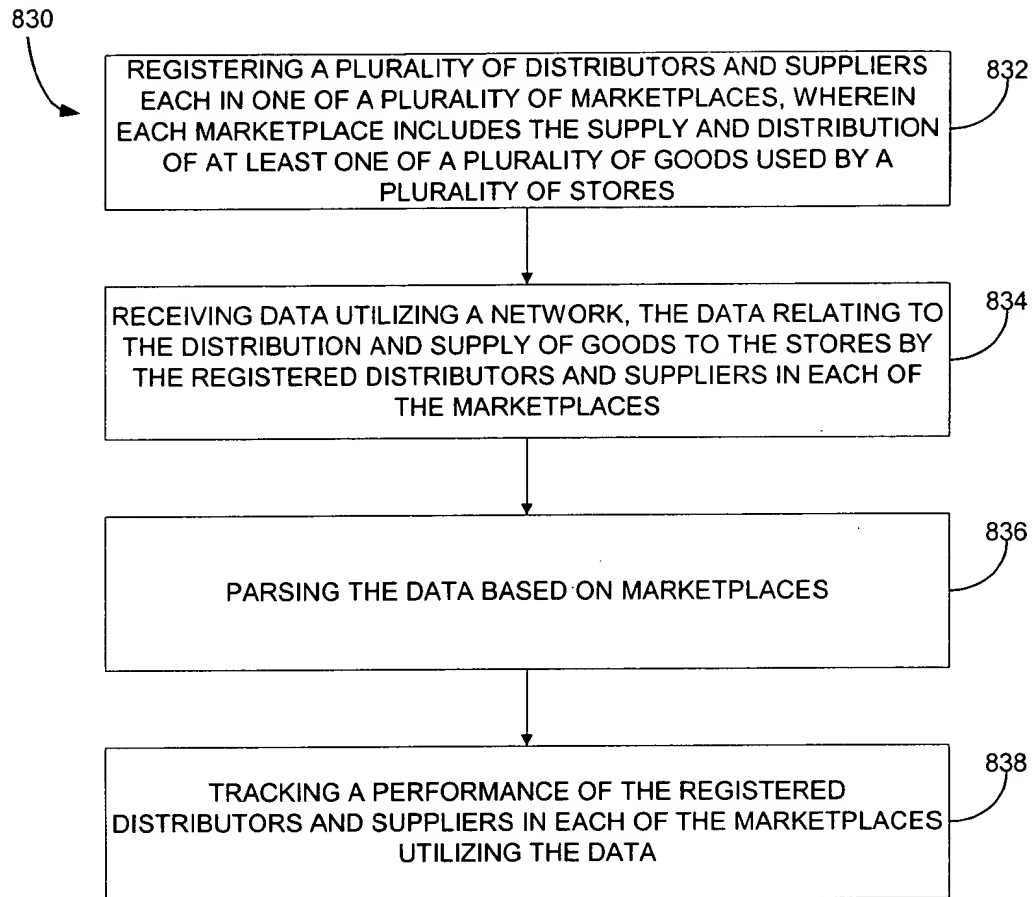 830
REGISTERING A PLURALITY OF DISTRIBUTORS AND SUPPLIERS
EACH IN ONE OF A PLURALITY OF MARKETPLACES, WHEREIN
EACH MARKETPLACE INCLUDES THE SUPPLY AND DISTRIBUTION
OF AT LEAST ONE OF A PLURALITY OF GOODS USED BY A
PLURALITY OF STORES
832
RECEIVING DATA UTILIZING A NETWORK, THE DATA RELATING TO
THE DISTRIBUTION AND SUPPLY OF GOODS TO THE STORES BY
THE REGISTERED DISTRIBUTORS AND SUPPLIERS IN EACH OF
THE MARKETPLACES
834
PARSING THE DATA BASED ON MARKETPLACES
836
TRACKING A PERFORMANCE OF THE REGISTERED
DISTRIBUTORS AND SUPPLIERS IN EACH OF THE MARKETPLACES
UTILIZING THE DATA
838